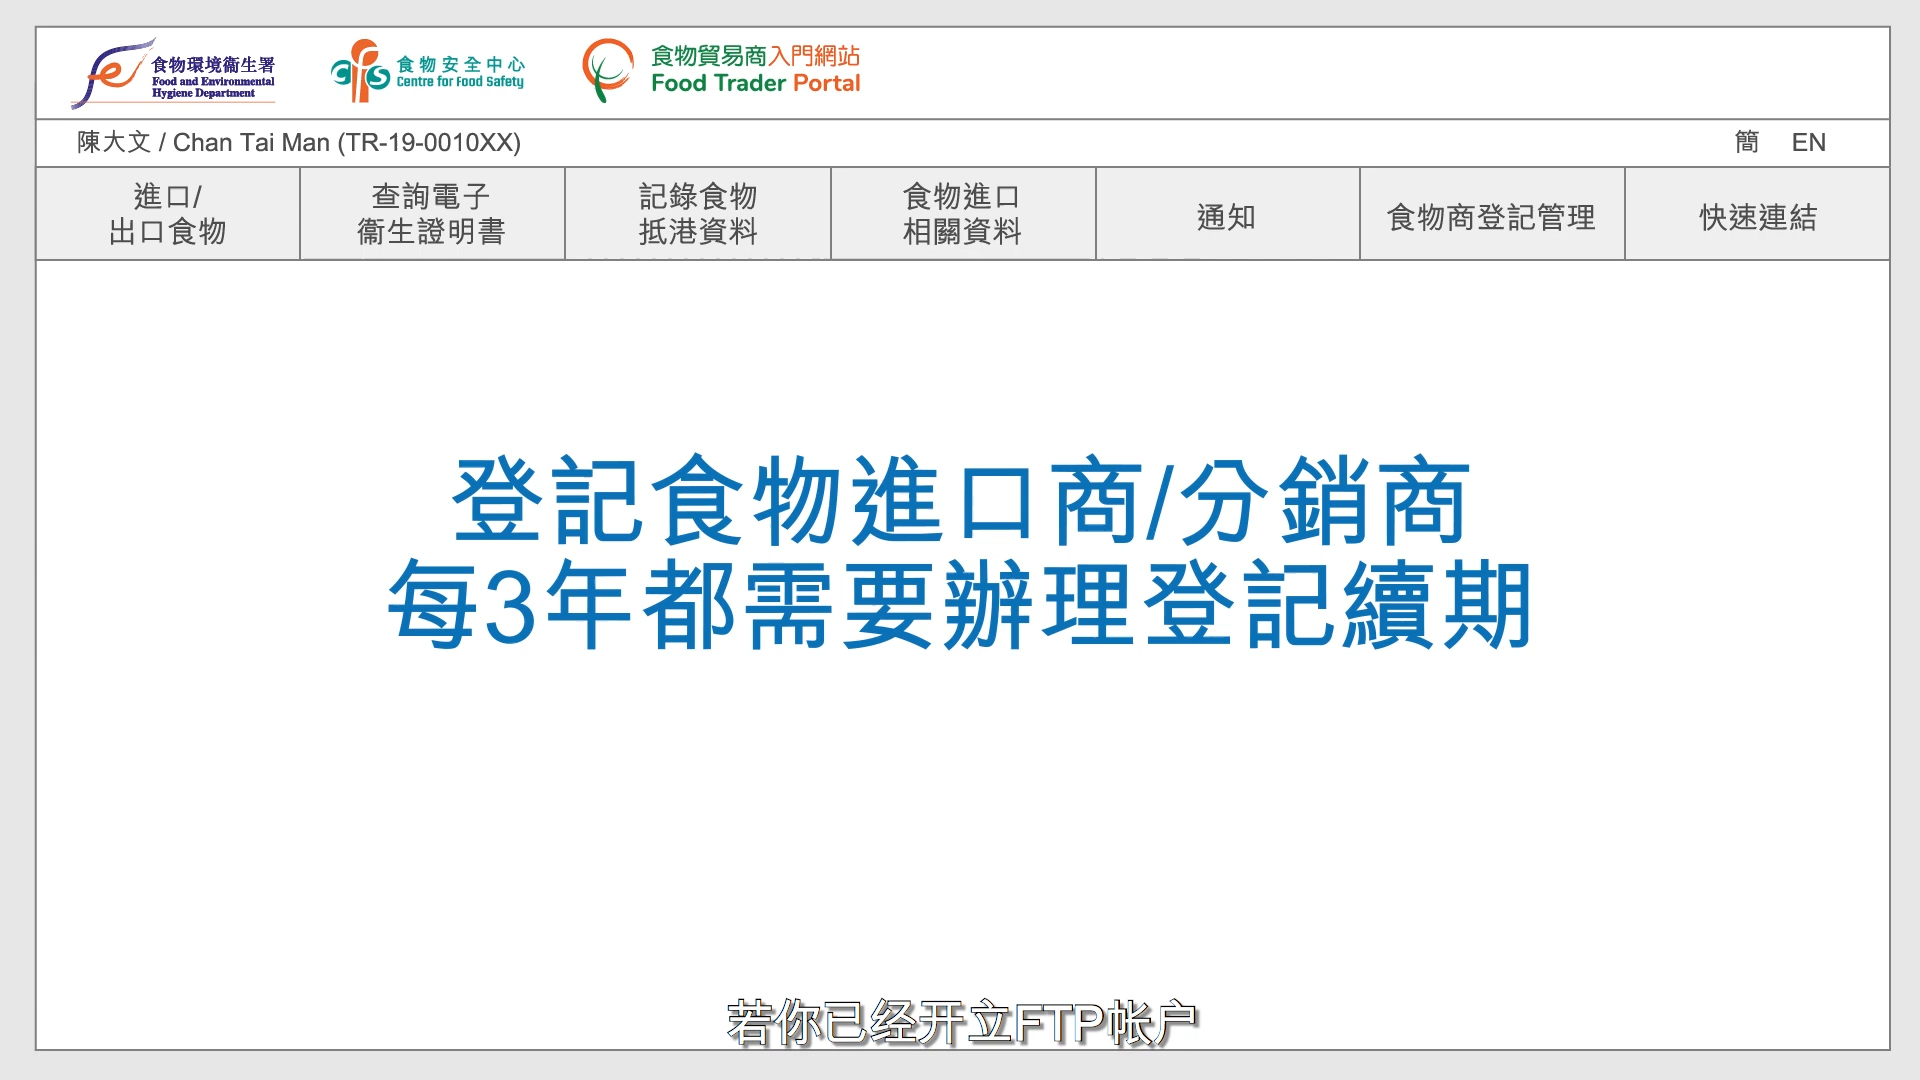 食物環境衞生署
Food and Environmental
Hygiene Department
cfs
食物安全中心
Centre for Food Safety
食物貿易商入門網站
Food Trader Portal
陳大文 / Chan Tai Man (TR-19-0010XX)
簡 EN
進口/
出口食物
查詢電子
衞生證明書
記錄食物
抵港資料
食物進口
相關資料
通知
食物商登記管理
快速連結
登記食物進口商/分銷商
每3年都需要辦理登記續期
若你已经开立FTP帐户